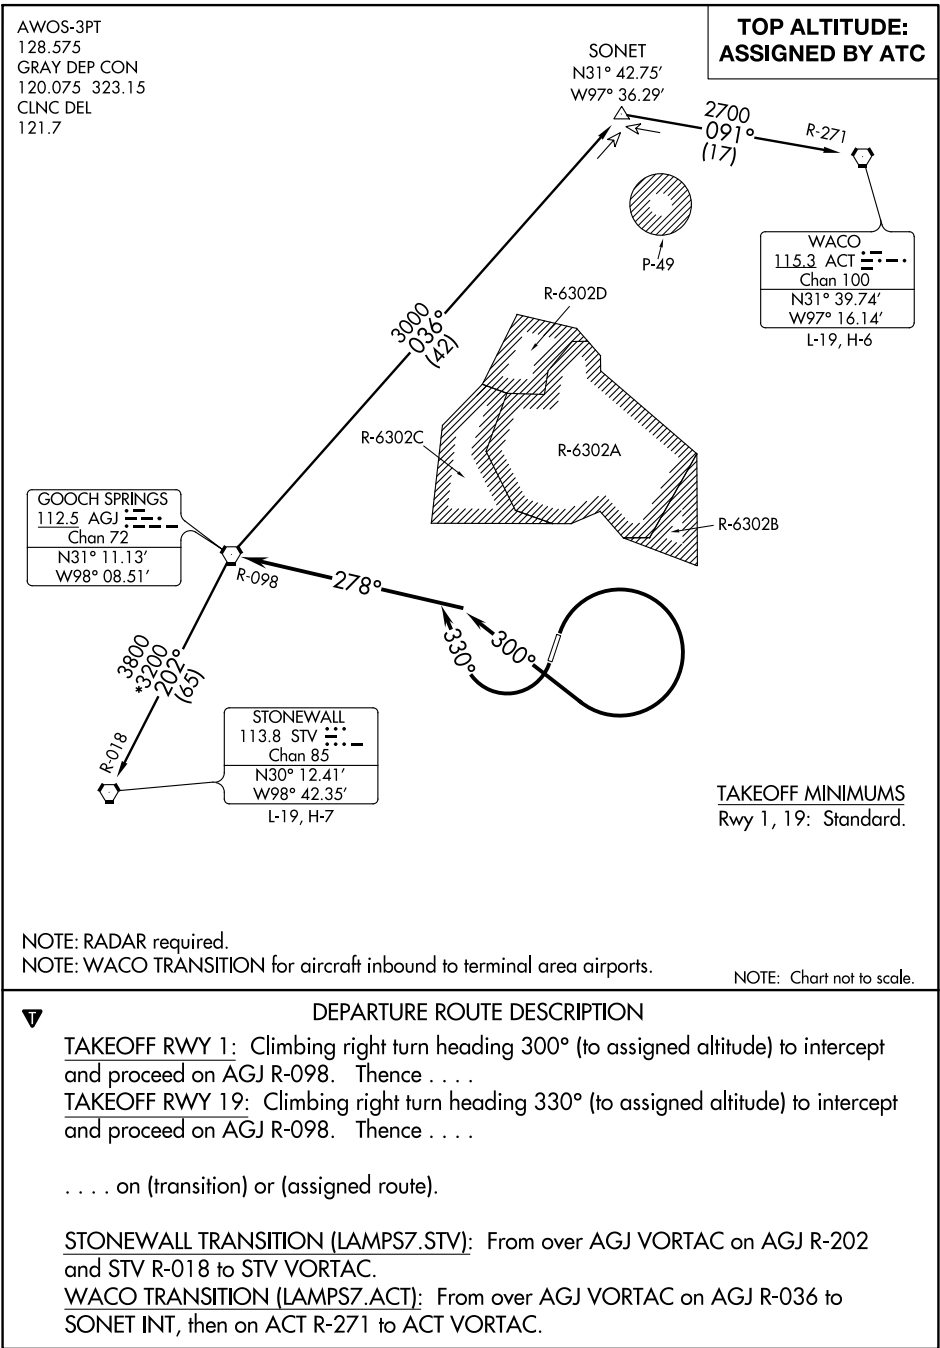 AWOS-3PT
128.575
GRAY DEP CON
120.075 323.15
CLNC DEL
121.7
TOP ALTITUDE:
ASSIGNED BY ATC
SONET
N31° 42.75’
W97° 36.29’
2700
091°
(17)
R-271
P-49
WACO
115.3 ACT
Chan 100
N31° 39.74’
W97° 16.14’
L-19, H-6
R-6302D
3000
036°
(42)
R-6302C
R-6302A
R-6302B
GOOCH SPRINGS
112.5 AGJ
Chan 72
N31° 11.13’
W98° 08.51’
R-098
278°
330°
300°
3800
*3200
202°
(65)
R-018
STONEWALL
113.8 STV
Chan 85
N30° 12.41’
W98° 42.35’
L-19, H-7
TAKEOFF MINIMUMS
Rwy 1, 19: Standard.
NOTE: RADAR required.
NOTE: WACO TRANSITION for aircraft inbound to terminal area airports.
NOTE: Chart not to scale.
T
DEPARTURE ROUTE DESCRIPTION
TAKEOFF RWY 1: Climbing right turn heading 300° (to assigned altitude) to intercept
and proceed on AGJ R-098. Thence . . . .
TAKEOFF RWY 19: Climbing right turn heading 330° (to assigned altitude) to intercept
and proceed on AGJ R-098. Thence . . . .
. . . . on (transition) or (assigned route).
STONEWALL TRANSITION (LAMPS7.STV): From over AGJ VORTAC on AGJ R-202
and STV R-018 to STV VORTAC.
WACO TRANSITION (LAMPS7.ACT): From over AGJ VORTAC on AGJ R-036 to
SONET INT, then on ACT R-271 to ACT VORTAC.